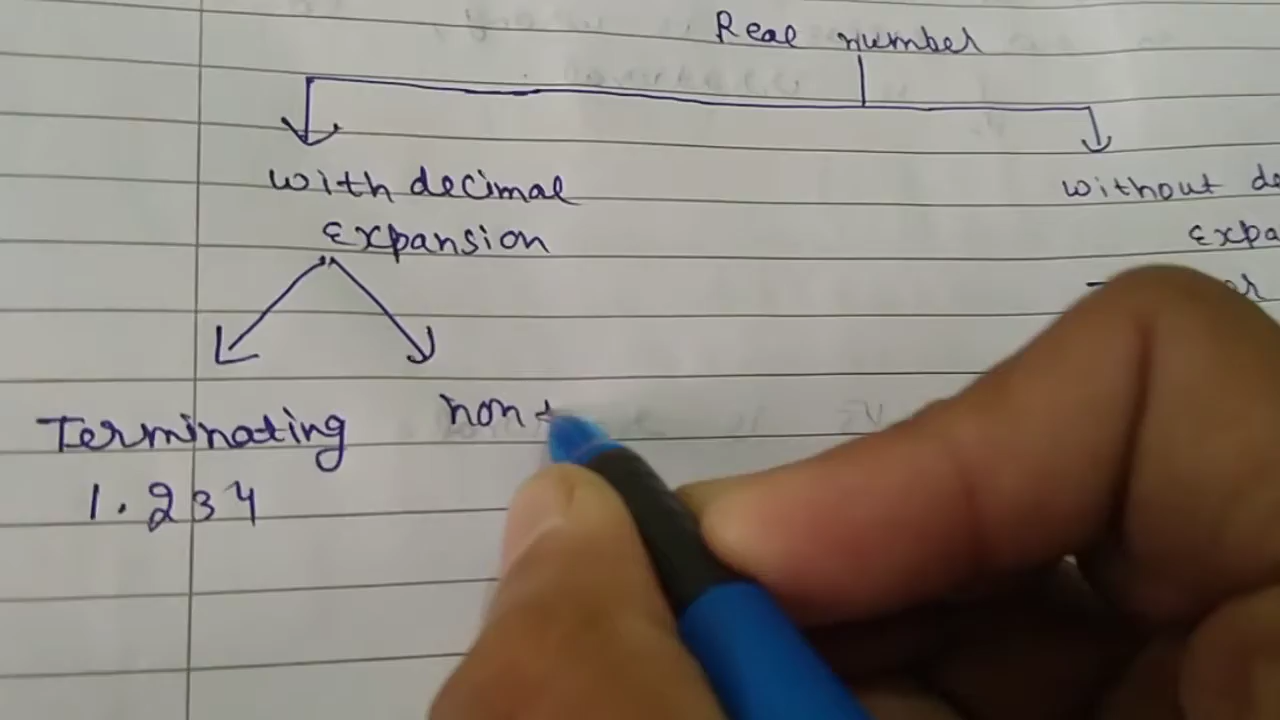 Real number
with decimal
Expansion
without
Terminating
non
1.234